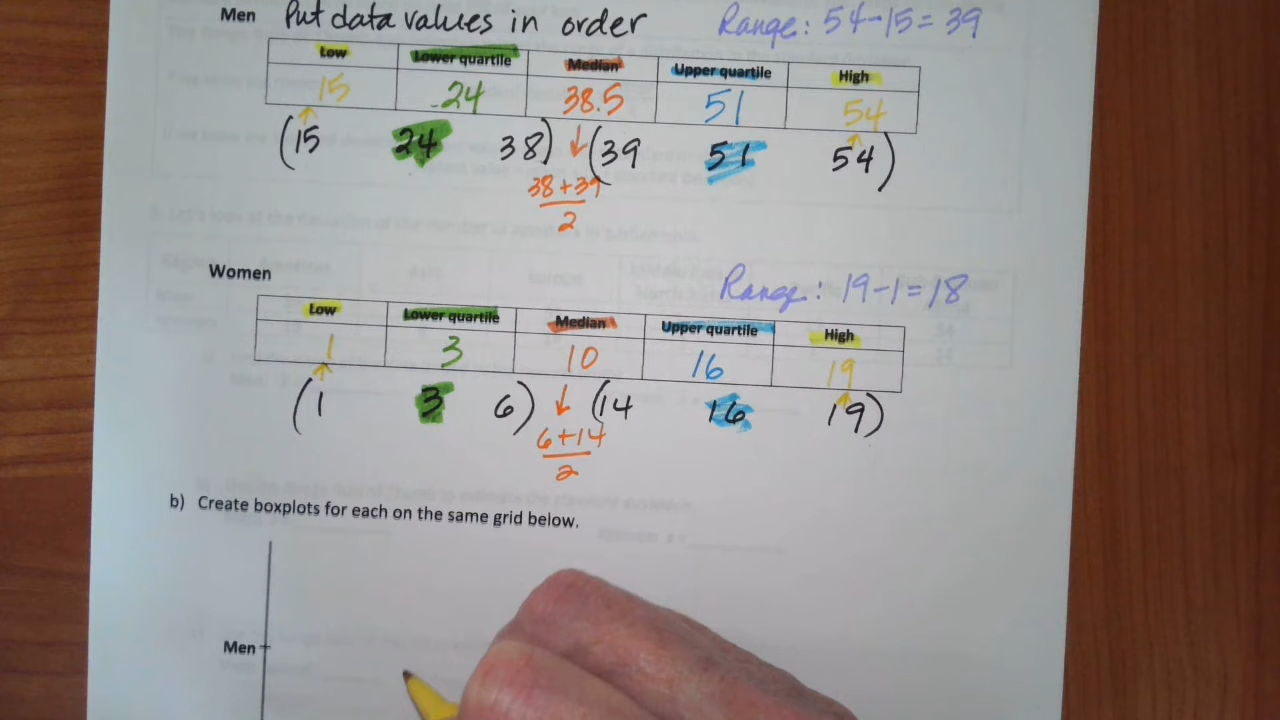 Men Put data values in order Range: 54-15=39
Low Lower quartile Median Upper quartile High
15 24 38.5 51 54
(15 24 38) (39 51 54)
38+39
2
Women Range: 19-1=18
Low Lower quartile Median Upper quartile High
1 3 10 16 19
(1 3 6) (14 16 19)
6+14
2
b) Create boxplots for each on the same grid below.
Men